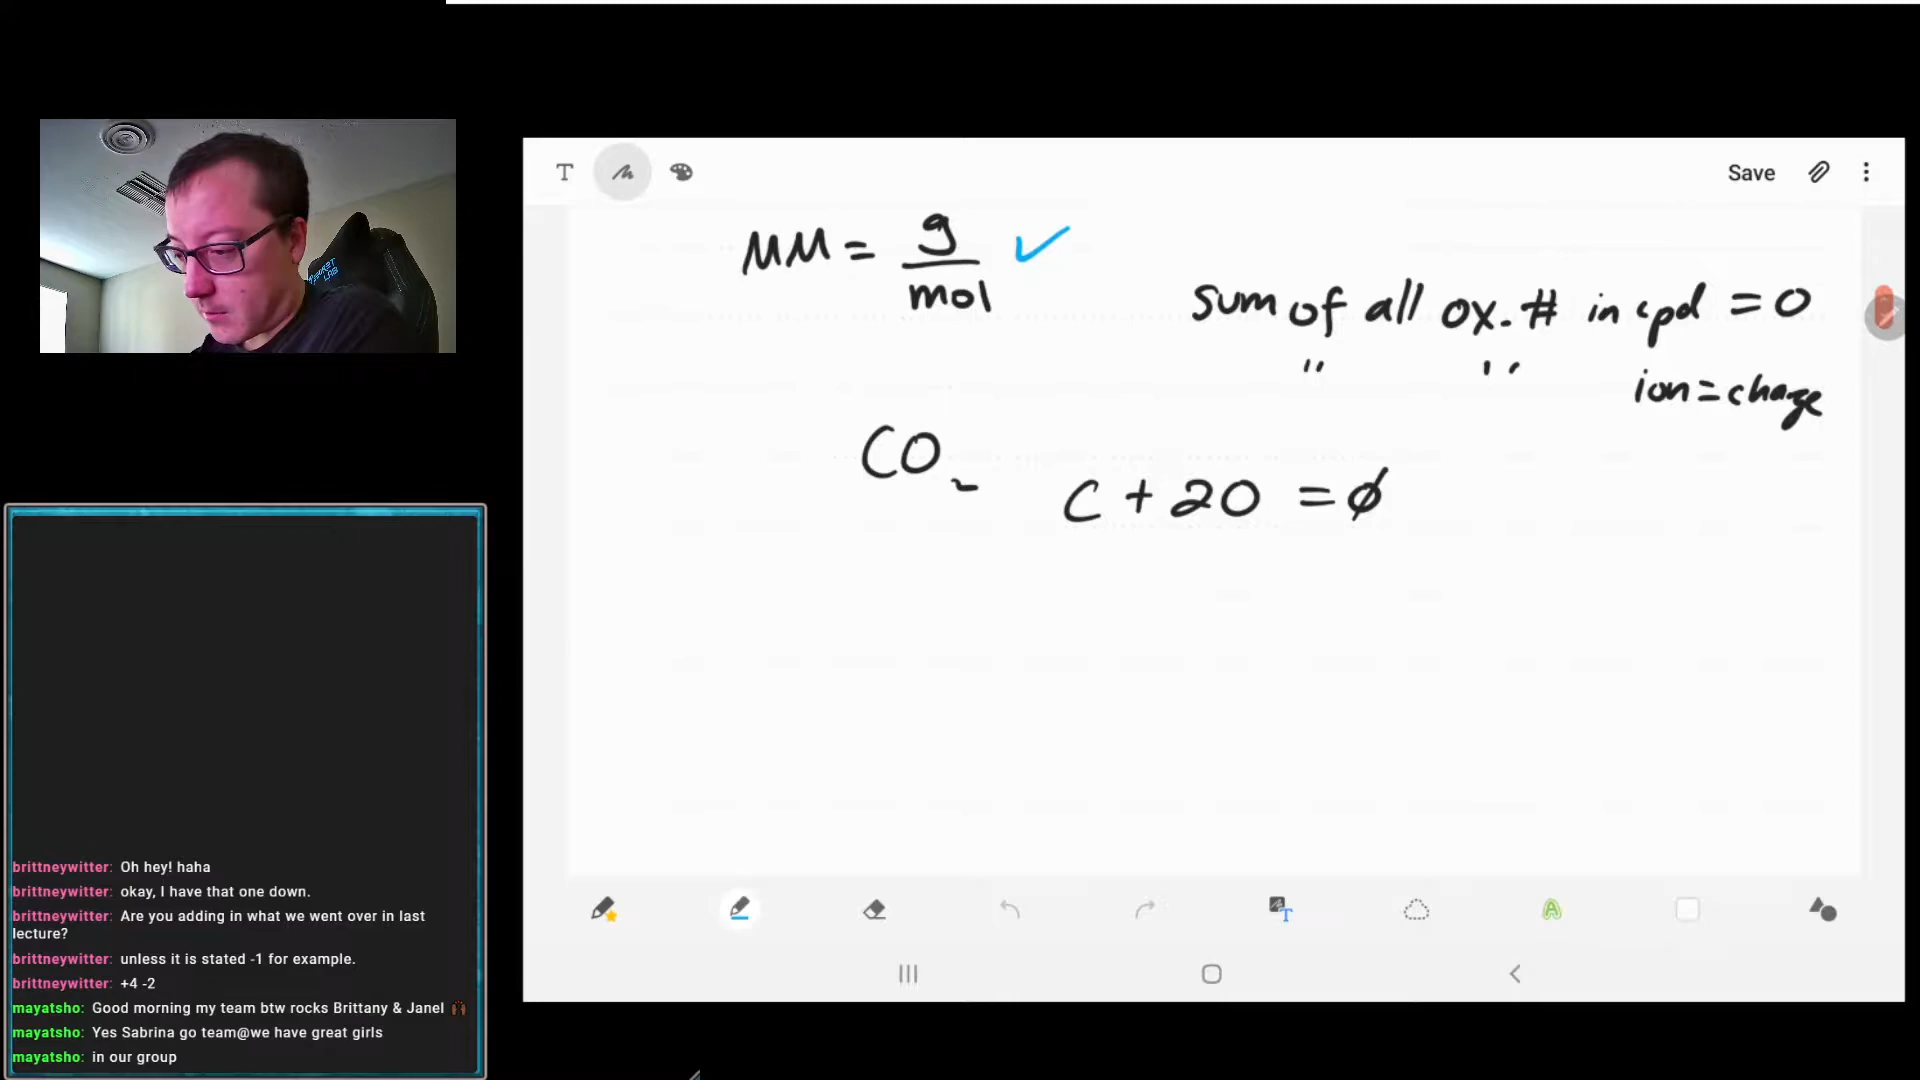 T
Save
MM = g/mol ✓
sum of all ox. # in cpd = 0
" " ion = charge
CO2
C + 2O = ∅
brittneywitter: Oh hey! haha
brittneywitter: okay, I have that one down.
brittneywitter: Are you adding in what we went over in last
lecture?
brittneywitter: unless it is stated -1 for example.
brittneywitter: +4 -2
mayatsho: Good morning my team btw rocks Brittany & Janel
mayatsho: Yes Sabrina go team@we have great girls
mayatsho: in our group
T
A